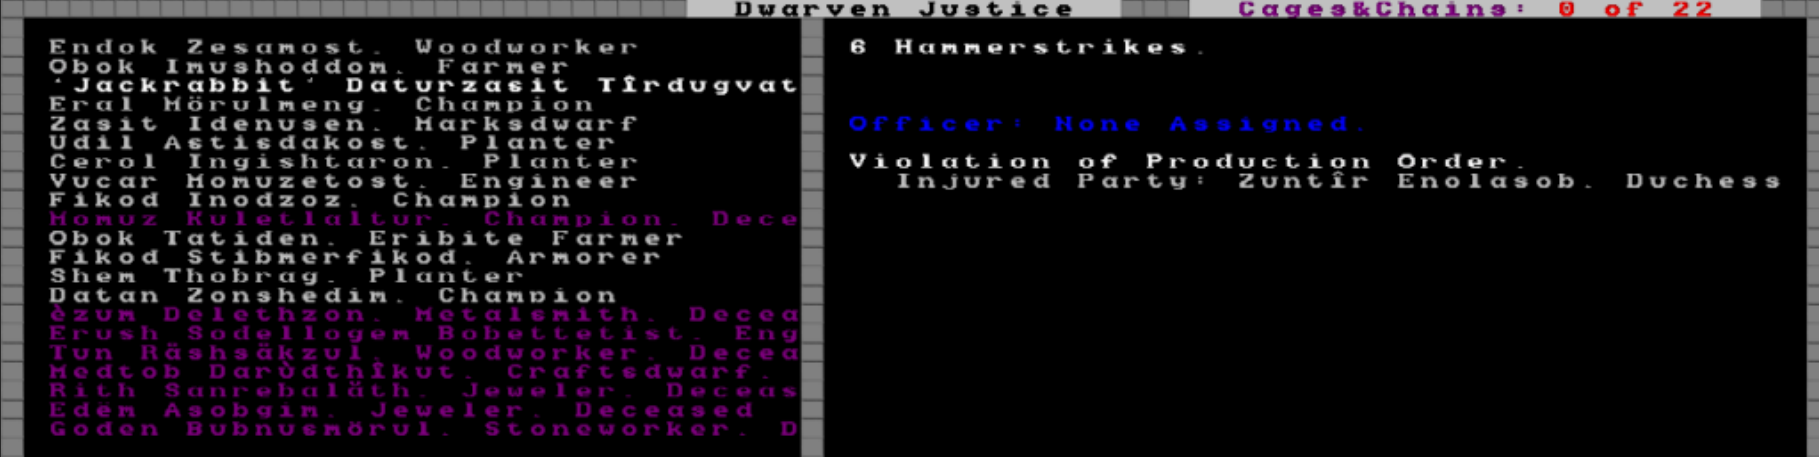 Dwarven Justice
Cages&Chains: 0 of 22
Endok Zesamost, Woodworker
Obok Imushoddom, Farmer
'Jackrabbit' Daturzasit Tîrdugvat
Eral Mörulmeng, Champion
Zasit Idenusen, Marksdwarf
Udil Astisdakost, Planter
Cerol Ingishtaron, Planter
Vucar Momuzetost, Engineer
Fikod Inodzoz, Champion
Momuz Kuletlaltur, Champion, Dece
Obok Tatiden, Eribite Farmer
Fikod Stibmerfikod, Armorer
Shem Thobrag, Planter
Datan Zonshedim, Champion
Èzum Delethzon, Metalsmith, Decea
Erush Sodellogem Bobettetist, Eng
Tun Räshsäkzul, Woodworker, Decea
Medtob Darùdthîkut, Craftsdwarf,
Rith Sanrebaläth, Jeweler, Deceas
Edëm Asobgim, Jeweler, Deceased
Goden Bubnusmörul, Stoneworker, D
6 Hammerstrikes.
Officer: None Assigned.
Violation of Production Order.
Injured Party: Zuntîr Enolasob, Duchess